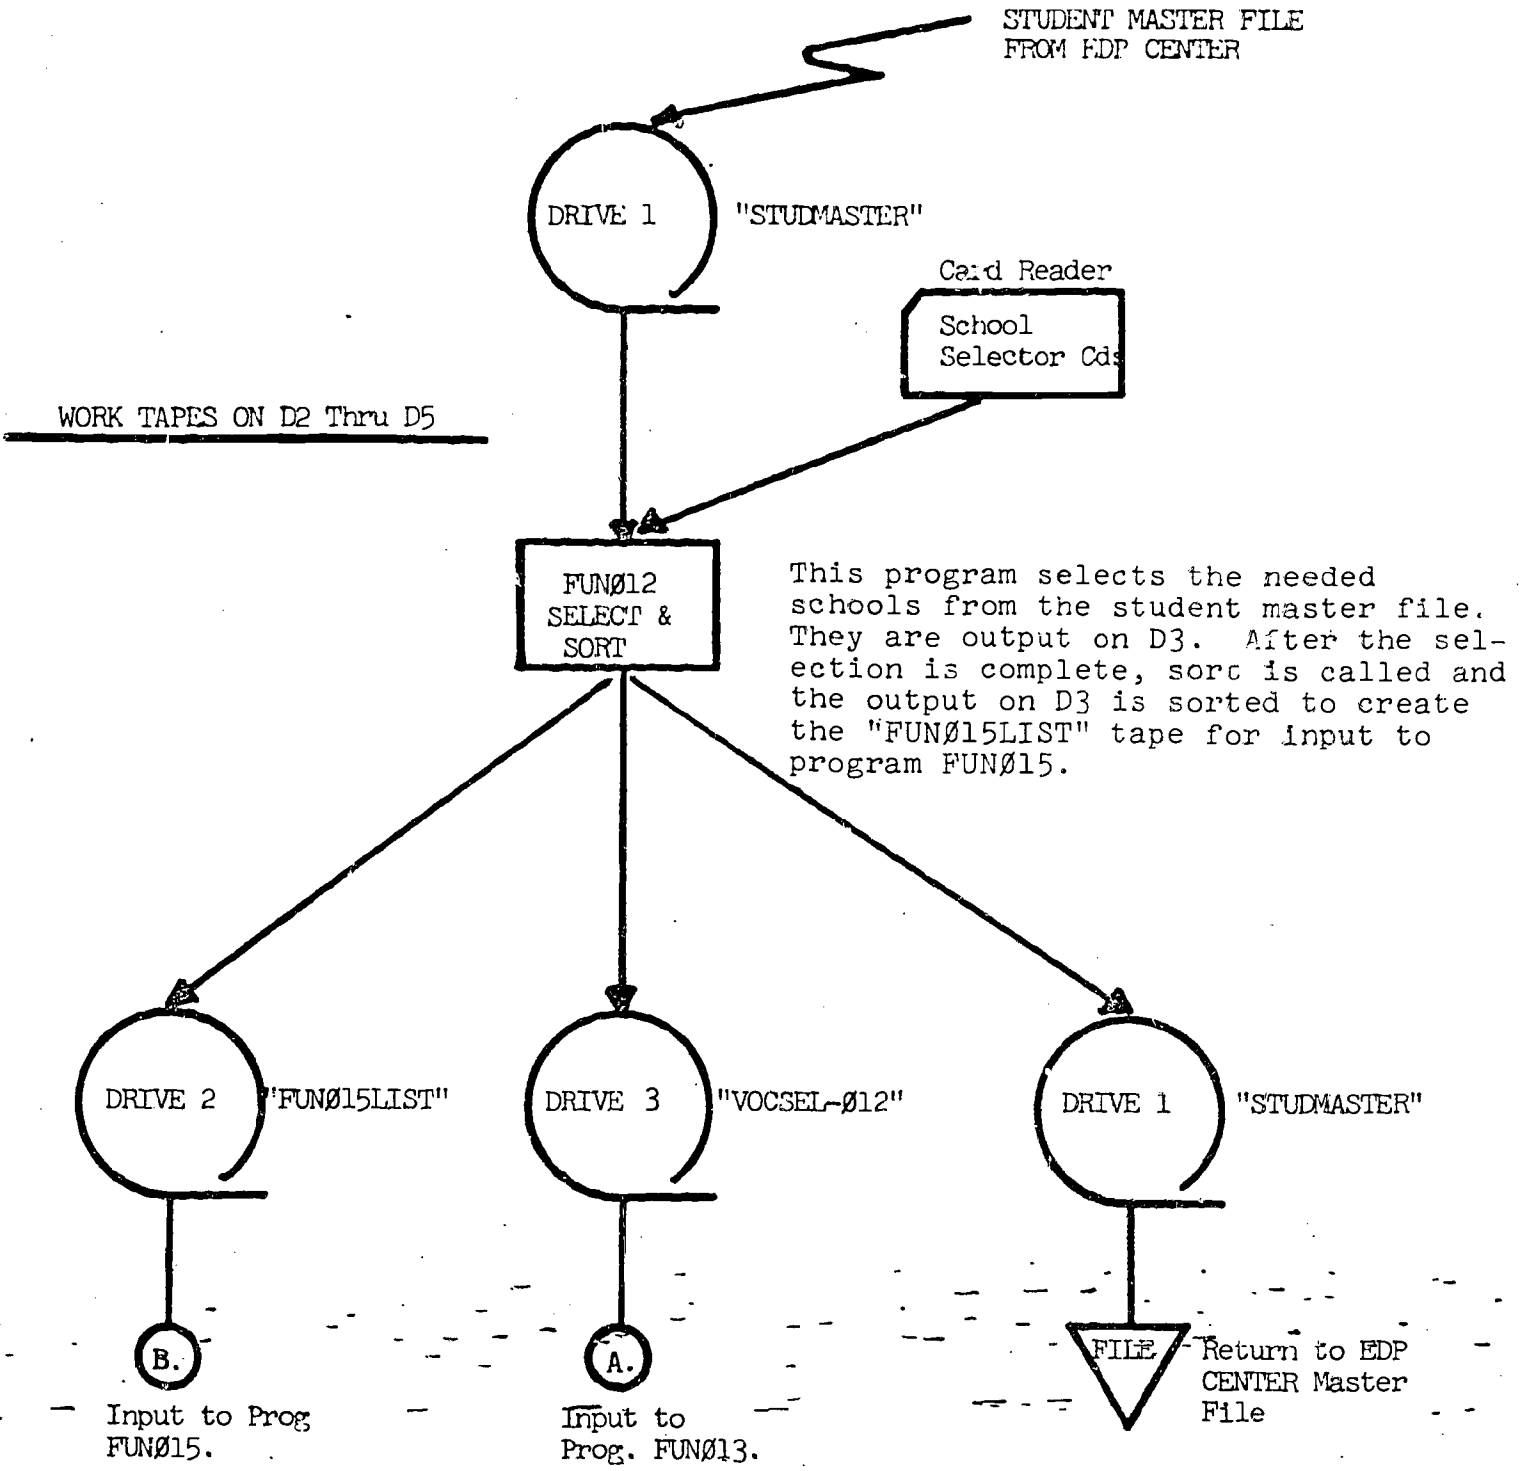 STUDENT MASTER FILE
FROM EDP CENTER
DRIVE 1
"STUDMASTER"
Card Reader
School
Selector Cds
WORK TAPES ON D2 Thru D5
FUNØ12
SELECT &
SORT
This program selects the needed
schools from the student master file.
They are output on D3. After the sel-
ection is complete, sort is called and
the output on D3 is sorted to create
the "FUNØ15LIST" tape for input to
program FUNØ15.
DRIVE 2
"FUNØ15LIST"
DRIVE 3
"VOCSEL-Ø12"
DRIVE 1
"STUDMASTER"
B.
Input to Prog
FUNØ15.
A.
Input to
Prog. FUNØ13.
FILE
Return to EDP
CENTER Master
File